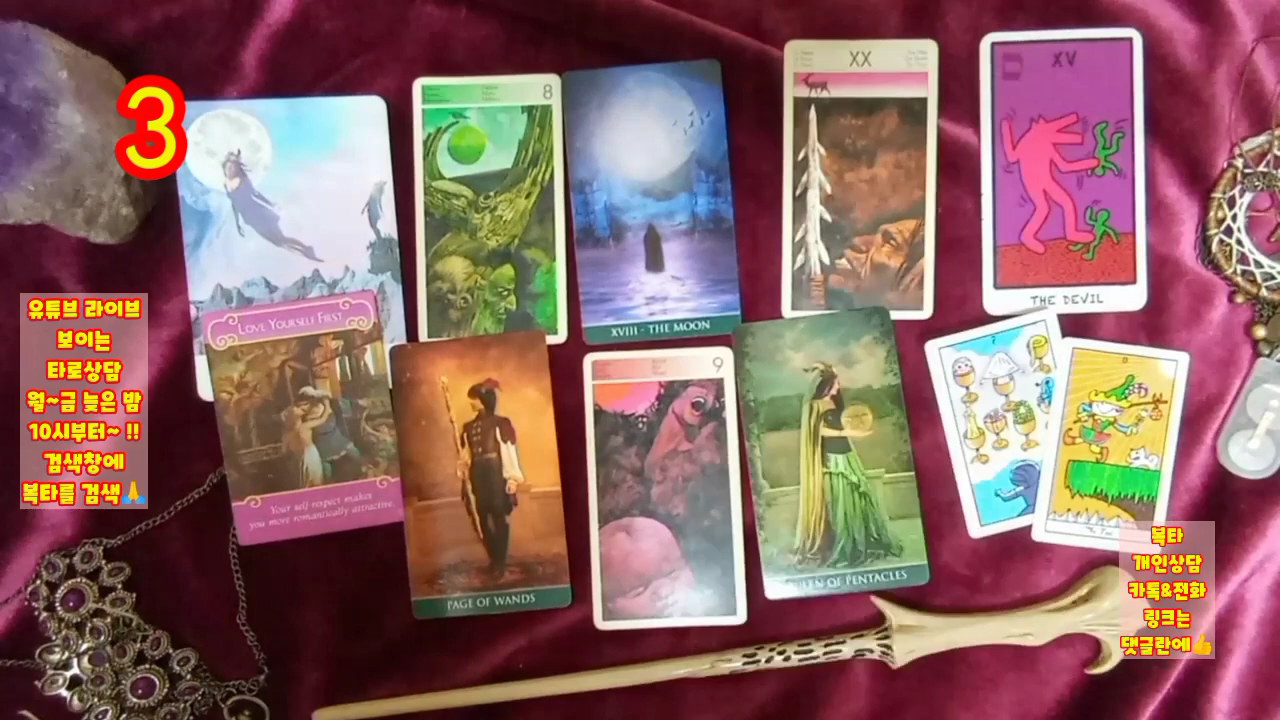 3
유튜브 라이브
보이는
타로상담
월~금 늦은 밤
10시부터~ !!
검색창에
복타를 검색🙏
LOVE YOURSELF FIRST
Your self-respect makes
you more romantically attractive.
8
XVIII - THE MOON
XX
XV
THE DEVIL
PAGE OF WANDS
9
QUEEN OF PENTACLES
7
0
복타
개인상담
카톡&전화
링크는
댓글란에👍